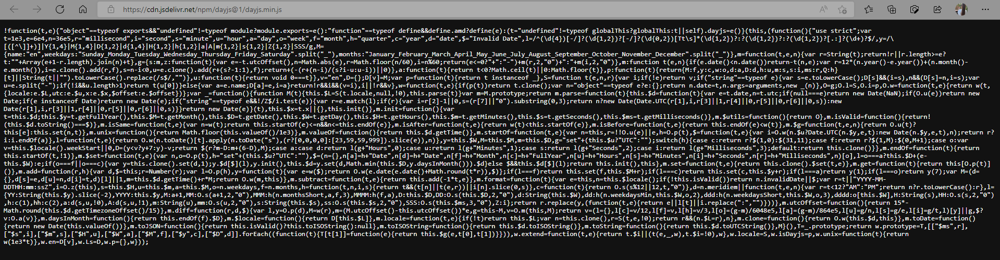 https://cdn.jsdelivr.net/npm/dayjs@1/dayjs.min.js
!function(t,e){"object"==typeof exports&&"undefined"!=typeof module?module.exports=e():"function"==typeof define&&define.amd?define(e):(t="undefined"!=typeof globalThis?globalThis:t||self).dayjs=e()}(this,(function(){"use strict";var
t=1e3,e=6e4,n=36e5,r="millisecond",i="second",s="minute",u="hour",a="day",o="week",f="month",h="quarter",c="year",d="date",$="Invalid Date",l=/^(\d{4})[-/]?(\d{1,2})?[-/]?(\d{0,2})[Tt\s]*(\d{1,2})?:?(\d{1,2})?:?(\d{1,2})?[.:]?(\d+)?$/,y=/\
[([^\]]+)]|Y{1,4}|M{1,4}|D{1,2}|d{1,4}|H{1,2}|h{1,2}|a|A|m{1,2}|s{1,2}|Z{1,2}|SSS/g,M=
{name:"en",weekdays:"Sunday_Monday_Tuesday_Wednesday_Thursday_Friday_Saturday".split("_"),months:"January_February_March_April_May_June_July_August_September_October_November_December".split("_")},m=function(t,e,n){var r=String(t);return!r||r.length>=e?
t:""+Array(e+1-r.length).join(n)+t},g={s:m,z:function(t){var e=-t.utcOffset(),n=Math.abs(e),r=Math.floor(n/60),i=n%60;return(e<=0?"+":"-")+m(r,2,"0")+":"+m(i,2,"0")},m:function t(e,n){if(e.date()<n.date())return-t(n,e);var r=12*(n.year()-e.year())+(n.month()-
e.month()),i=e.clone().add(r,f),s=n-i<0,u=e.clone().add(r+(s?-1:1),f);return+(-(r+(n-i)/(s?i-u:u-i))||0)},a:function(t){return t<0?Math.ceil(t)||0:Math.floor(t)},p:function(t){return{M:f,y:c,w:o,d:a,D:d,h:u,m:s,s:i,ms:r,Q:h}
[t]||String(t||"").toLowerCase().replace(/s$/,"")},u:function(t){return void 0===t}},v="en",D={};D[v]=M;var p=function(t){return t instanceof _},S=function t(e,n,r){var i;if(!e)return v;if("string"==typeof e){var s=e.toLowerCase();D[s]&&(i=s),n&&(D[s]=n,i=s);var
u=e.split("-");if(!i&&u.length>1)return t(u[0])}else{var a=e.name;D[a]=e,i=a}return!r&&i&&(v=i),i||!r&&v},w=function(t,e){if(p(t))return t.clone();var n="object"==typeof e?e:{};return n.date=t,n.args=arguments,new _(n)},O=g;O.l=S,O.i=p,O.w=function(t,e){return w(t,
{locale:e.$L,utc:e.$u,x:e.$x,$offset:e.$offset})};var _=function(){function M(t){this.$L=S(t.locale,null,!0),this.parse(t)}var m=M.prototype;return m.parse=function(t){this.$d=function(t){var e=t.date,n=t.utc;if(null===e)return new Date(NaN);if(O.u(e))return new
Date;if(e instanceof Date)return new Date(e);if("string"==typeof e&&!/Z$/i.test(e)){var r=e.match(l);if(r){var i=r[2]-1||0,s=(r[7]||"0").substring(0,3);return n?new Date(Date.UTC(r[1],i,r[3]||1,r[4]||0,r[5]||0,r[6]||0,s)):new
Date(r[1],i,r[3]||1,r[4]||0,r[5]||0,r[6]||0,s)}}return new Date(e)}(t),this.$x=t.x||{},this.init()},m.init=function(){var
t=this.$d;this.$y=t.getFullYear(),this.$M=t.getMonth(),this.$D=t.getDate(),this.$W=t.getDay(),this.$H=t.getHours(),this.$m=t.getMinutes(),this.$s=t.getSeconds(),this.$ms=t.getMilliseconds()},m.$utils=function(){return O},m.isValid=function(){return!
(this.$d.toString()===$)},m.isSame=function(t,e){var n=w(t);return this.startOf(e)<=n&&n<=this.endOf(e)},m.isAfter=function(t,e){return w(t)<this.startOf(e)},m.isBefore=function(t,e){return this.endOf(e)<w(t)},m.$g=function(t,e,n){return O.u(t)?
this[e]:this.set(n,t)},m.unix=function(){return Math.floor(this.valueOf()/1e3)},m.valueOf=function(){return this.$d.getTime()},m.startOf=function(t,e){var n=this,r=!!O.u(e)||e,h=O.p(t),$=function(t,e){var i=O.w(n.$u?Date.UTC(n.$y,e,t):new Date(n.$y,e,t),n);return r?
i:i.endOf(a)},l=function(t,e){return O.w(n.toDate()[t].apply(n.toDate("s"),(r?[0,0,0,0]:[23,59,59,999]).slice(e)),n)},y=this.$W,M=this.$M,m=this.$D,g="set"+(this.$u?"UTC":"");switch(h){case c:return r?$(1,0):$(31,11);case f:return r?$(1,M):$(0,M+1);case o:var
v=this.$locale().weekStart||0,D=(y<v?y+7:y)-v;return $(r?m-D:m+(6-D),M);case a:case d:return l(g+"Hours",0);case u:return l(g+"Minutes",1);case s:return l(g+"Seconds",2);case i:return l(g+"Milliseconds",3);default:return this.clone()}},m.endOf=function(t){return
this.startOf(t,!1)},m.$set=function(t,e){var n,o=O.p(t),h="set"+(this.$u?"UTC":""),$=(n={},n[a]=h+"Date",n[d]=h+"Date",n[f]=h+"Month",n[c]=h+"FullYear",n[u]=h+"Hours",n[s]=h+"Minutes",n[i]=h+"Seconds",n[r]=h+"Milliseconds",n)[o],l=o===a?this.$D+(e-
this.$W):e;if(o===f||o===c){var y=this.clone().set(d,1);y.$d[$](l),y.init(),this.$d=y.set(d,Math.min(this.$D,y.daysInMonth())).$d}else $&&this.$d[$](l);return this.init(),this},m.set=function(t,e){return this.clone().$set(t,e)},m.get=function(t){return this[O.p(t)]
()},m.add=function(r,h){var d,$=this;r=Number(r);var l=O.p(h),y=function(t){var e=w($);return O.w(e.date(e.date()+Math.round(t*r)),$)};if(l===f)return this.set(f,this.$M+r);if(l===c)return this.set(c,this.$y+r);if(l===a)return y(1);if(l===o)return y(7);var M=(d=
{},d[s]=e,d[u]=n,d[i]=t,d)[l]||1,m=this.$d.getTime()+r*M;return O.w(m,this)},m.subtract=function(t,e){return this.add(-1*t,e)},m.format=function(t){var e=this,n=this.$locale();if(!this.isValid())return n.invalidDate||$;var r=t||"YYYY-MM-
DDTHH:mm:ssZ",i=O.z(this),s=this.$H,u=this.$m,a=this.$M,o=n.weekdays,f=n.months,h=function(t,n,i,s){return t&&(t[n]||t(e,r))||i[n].slice(0,s)},c=function(t){return O.s(s%12||12,t,"0")},d=n.meridiem||function(t,e,n){var r=t<12?"AM":"PM";return n?r.toLowerCase():r},l=
{YY:String(this.$y).slice(-2),YYYY:this.$y,M:a+1,MM:O.s(a+1,2,"0"),MMM:h(n.monthsShort,a,f,3),MMMM:h(f,a),D:this.$D,DD:O.s(this.$D,2,"0"),d:String(this.$W),dd:h(n.weekdaysMin,this.$W,o,2),ddd:h(n.weekdaysShort,this.$W,o,3),dddd:o[this.$W],H:String(s),HH:O.s(s,2,"0")
,h:c(1),hh:c(2),a:d(s,u,!0),A:d(s,u,!1),m:String(u),mm:O.s(u,2,"0"),s:String(this.$s),ss:O.s(this.$s,2,"0"),SSS:O.s(this.$ms,3,"0"),Z:i};return r.replace(y,(function(t,e){return e||l[t]||i.replace(":","")}))},m.utcOffset=function(){return 15*-
Math.round(this.$d.getTimezoneOffset()/15)},m.diff=function(r,d,$){var l,y=O.p(d),M=w(r),m=(M.utcOffset()-this.utcOffset())*e,g=this-M,v=O.m(this,M);return v=(l={},l[c]=v/12,l[f]=v,l[h]=v/3,l[o]=(g-m)/6048e5,l[a]=(g-m)/864e5,l[u]=g/n,l[s]=g/e,l[i]=g/t,l)[y]||g,$?
v:O.a(v)},m.daysInMonth=function(){return this.endOf(f).$D},m.$locale=function(){return D[this.$L]},m.locale=function(t,e){if(!t)return this.$L;var n=this.clone(),r=S(t,e,!0);return r&&(n.$L=r),n},m.clone=function(){return O.w(this.$d,this)},m.toDate=function()
{return new Date(this.valueOf())},m.toJSON=function(){return this.isValid()?this.toISOString():null},m.toISOString=function(){return this.$d.toISOString()},m.toString=function(){return this.$d.toUTCString()},M}(),T=_.prototype;return w.prototype=T,[["$ms",r],
["$s",i],["$m",s],["$H",u],["$W",a],["$M",f],["$y",c],["$D",d]].forEach((function(t){T[t[1]]=function(e){return this.$g(e,t[0],t[1])}})),w.extend=function(t,e){return t.$i||(t(e,_,w),t.$i=!0),w},w.locale=S,w.isDayjs=p,w.unix=function(t){return
w(1e3*t)},w.en=D[v],w.Ls=D,w.p={},w}));